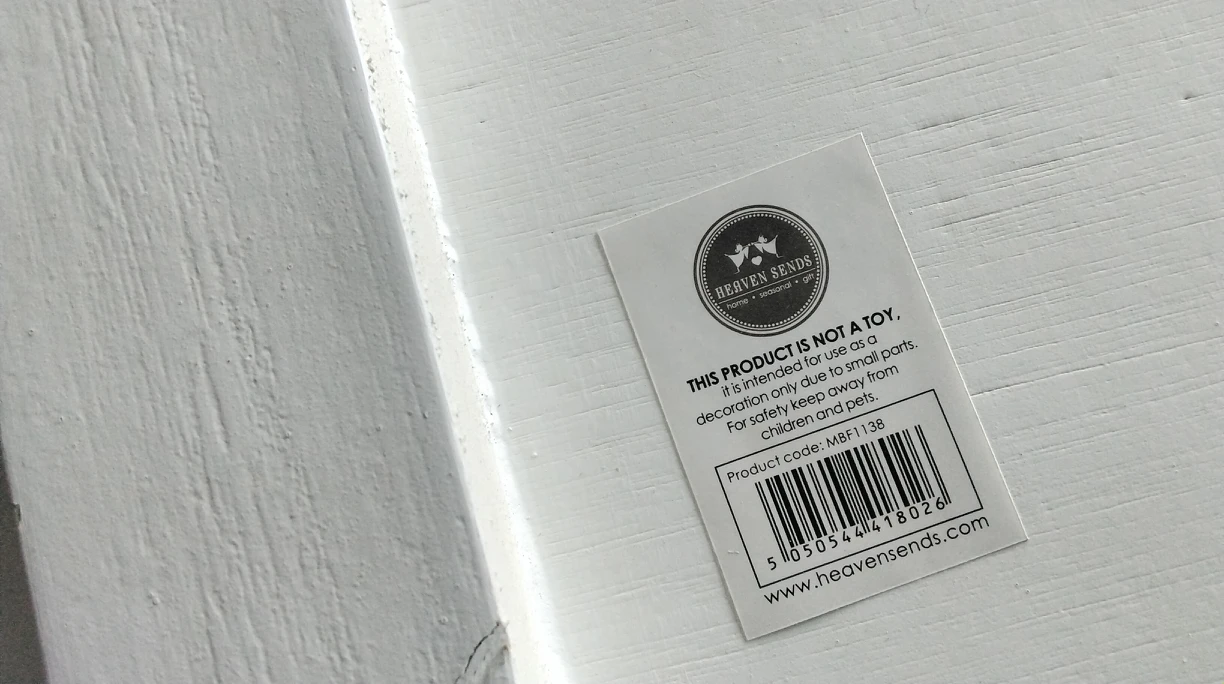 HEAVEN SENDS
home • seasonal • gift
THIS PRODUCT IS NOT A TOY,
it is intended for use as a
decoration only due to small parts.
For safety keep away from
children and pets.
Product code: MBF1138
5 050544 418026
www.heavensends.com